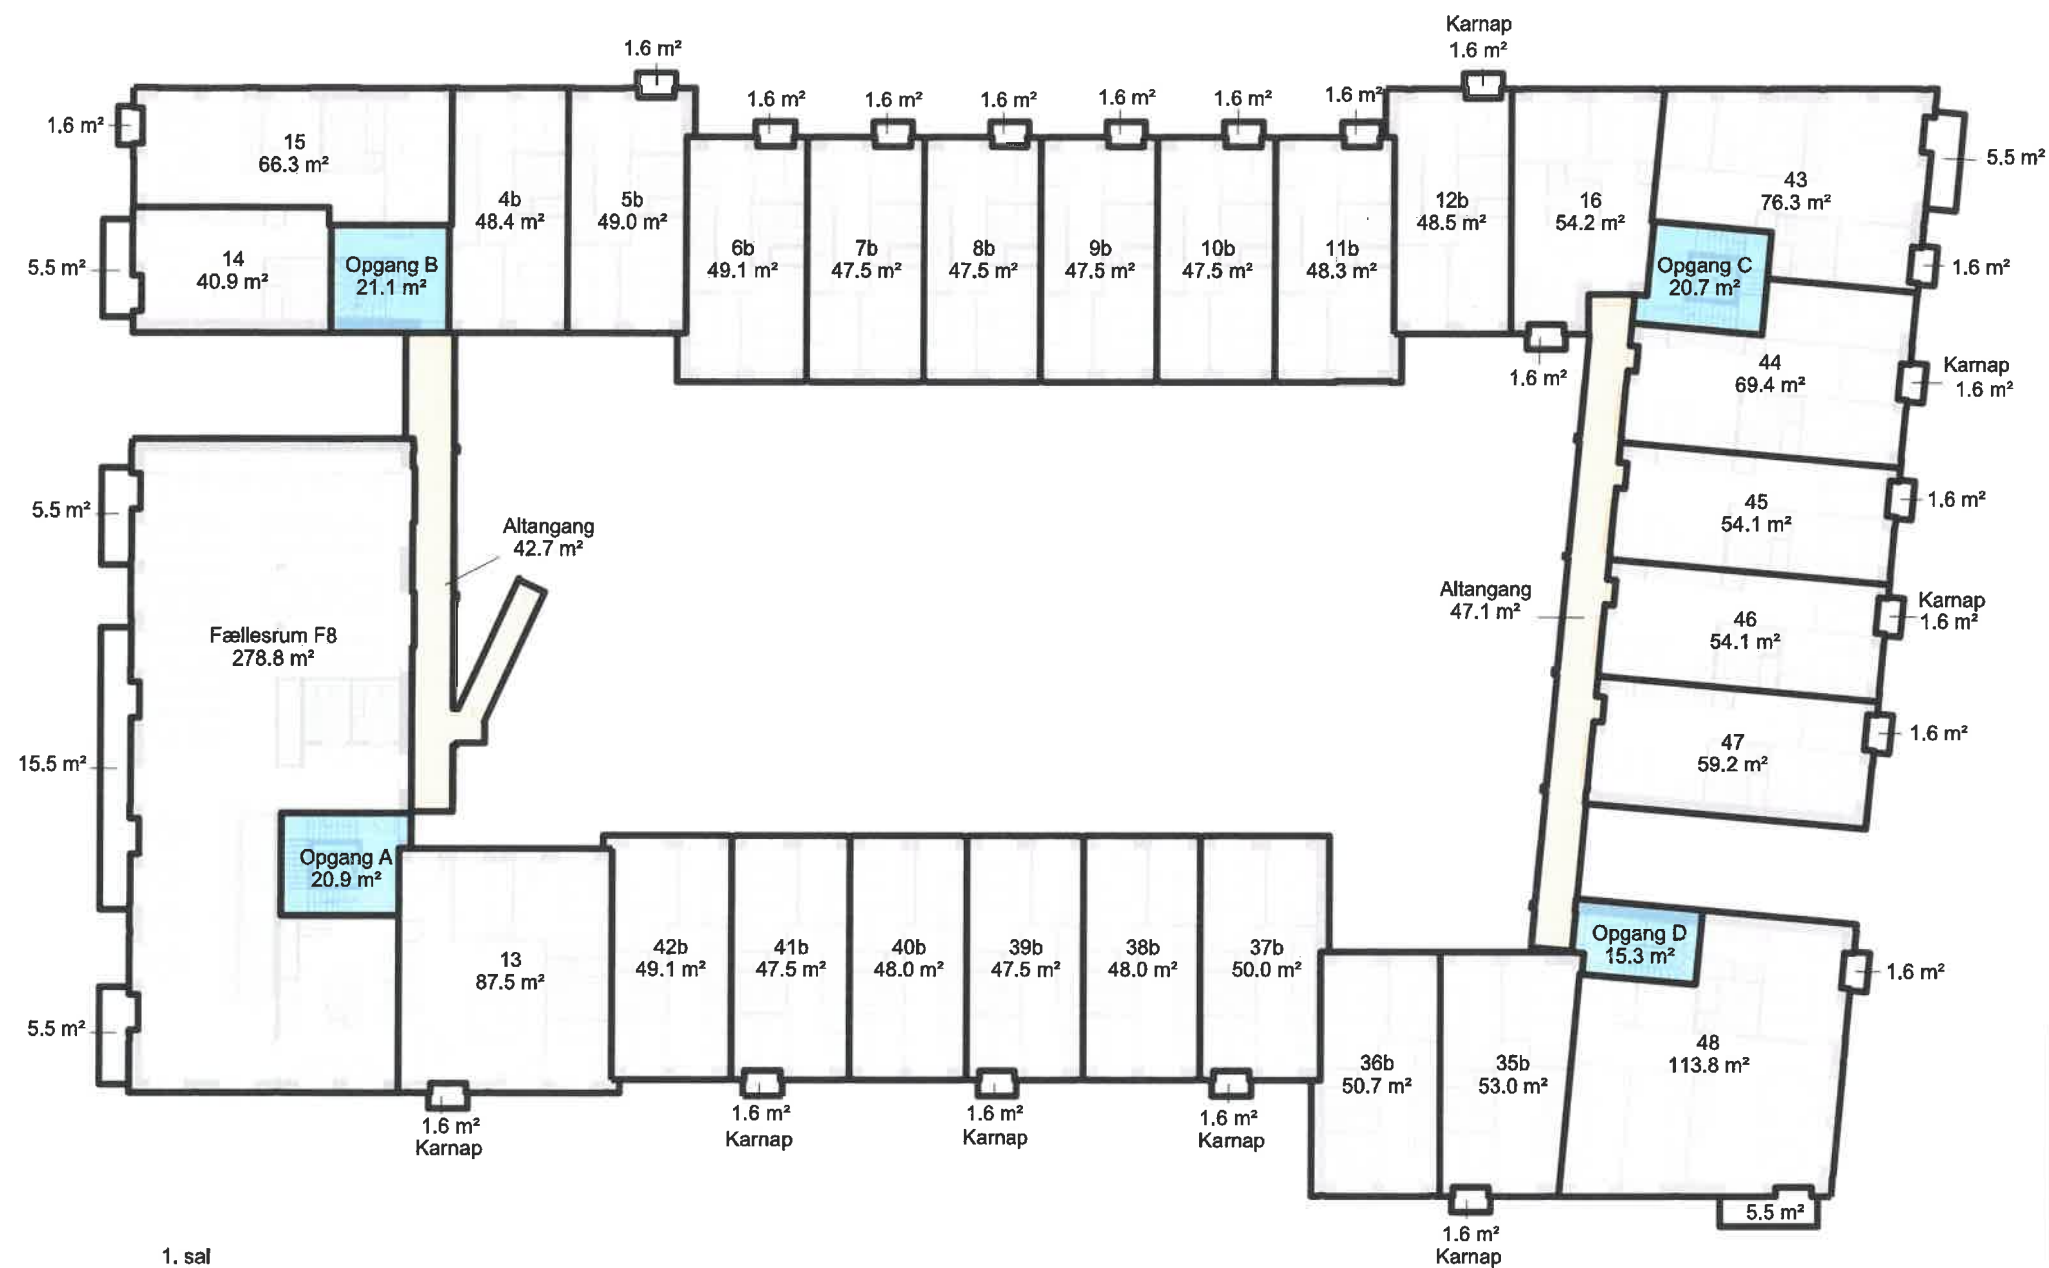 Karnap
1.6 m²
1.6 m²
1.6 m²
1.6 m²
1.6 m²
1.6 m²
1.6 m²
1.6 m²
1.6 m²
15
66.3 m²
5.5 m²
43
76.3 m²
4b
48.4 m²
5b
49.0 m²
12b
48.5 m²
16
54.2 m²
6b
49.1 m²
7b
47.5 m²
8b
47.5 m²
9b
47.5 m²
10b
47.5 m²
11b
48.3 m²
5.5 m²
14
40.9 m²
Opgang B
21.1 m²
Opgang C
20.7 m²
1.6 m²
1.6 m²
44
69.4 m²
Karnap
1.6 m²
5.5 m²
Altangang
42.7 m²
45
54.1 m²
1.6 m²
Altangang
47.1 m²
46
54.1 m²
Karnap
1.6 m²
Fællesrum F8
278.8 m²
15.5 m²
47
59.2 m²
1.6 m²
Opgang A
20.9 m²
13
87.5 m²
42b
49.1 m²
41b
47.5 m²
40b
48.0 m²
39b
47.5 m²
38b
48.0 m²
37b
50.0 m²
Opgang D
15.3 m²
1.6 m²
5.5 m²
36b
50.7 m²
35b
53.0 m²
48
113.8 m²
1.6 m²
Karnap
1.6 m²
Karnap
1.6 m²
Karnap
1.6 m²
Karnap
1.6 m²
Karnap
5.5 m²
1. sal